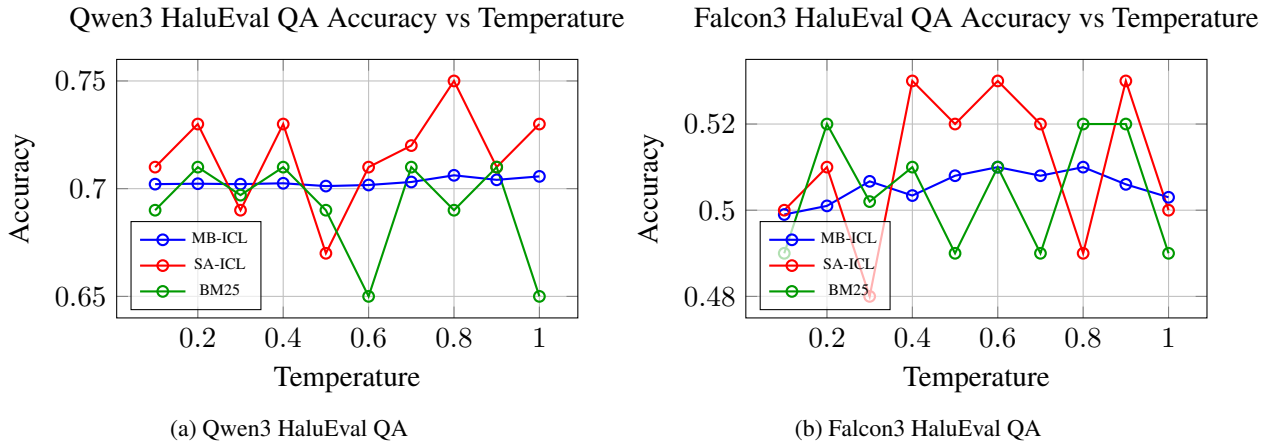 Qwen3 HaluEval QA Accuracy vs Temperature
0.75
0.7
0.65
Accuracy
MB-ICL
SA-ICL
BM25
0.2 0.4 0.6 0.8 1
Temperature
(a) Qwen3 HaluEval QA
Falcon3 HaluEval QA Accuracy vs Temperature
0.52
0.5
0.48
Accuracy
MB-ICL
SA-ICL
BM25
0.2 0.4 0.6 0.8 1
Temperature
(b) Falcon3 HaluEval QA